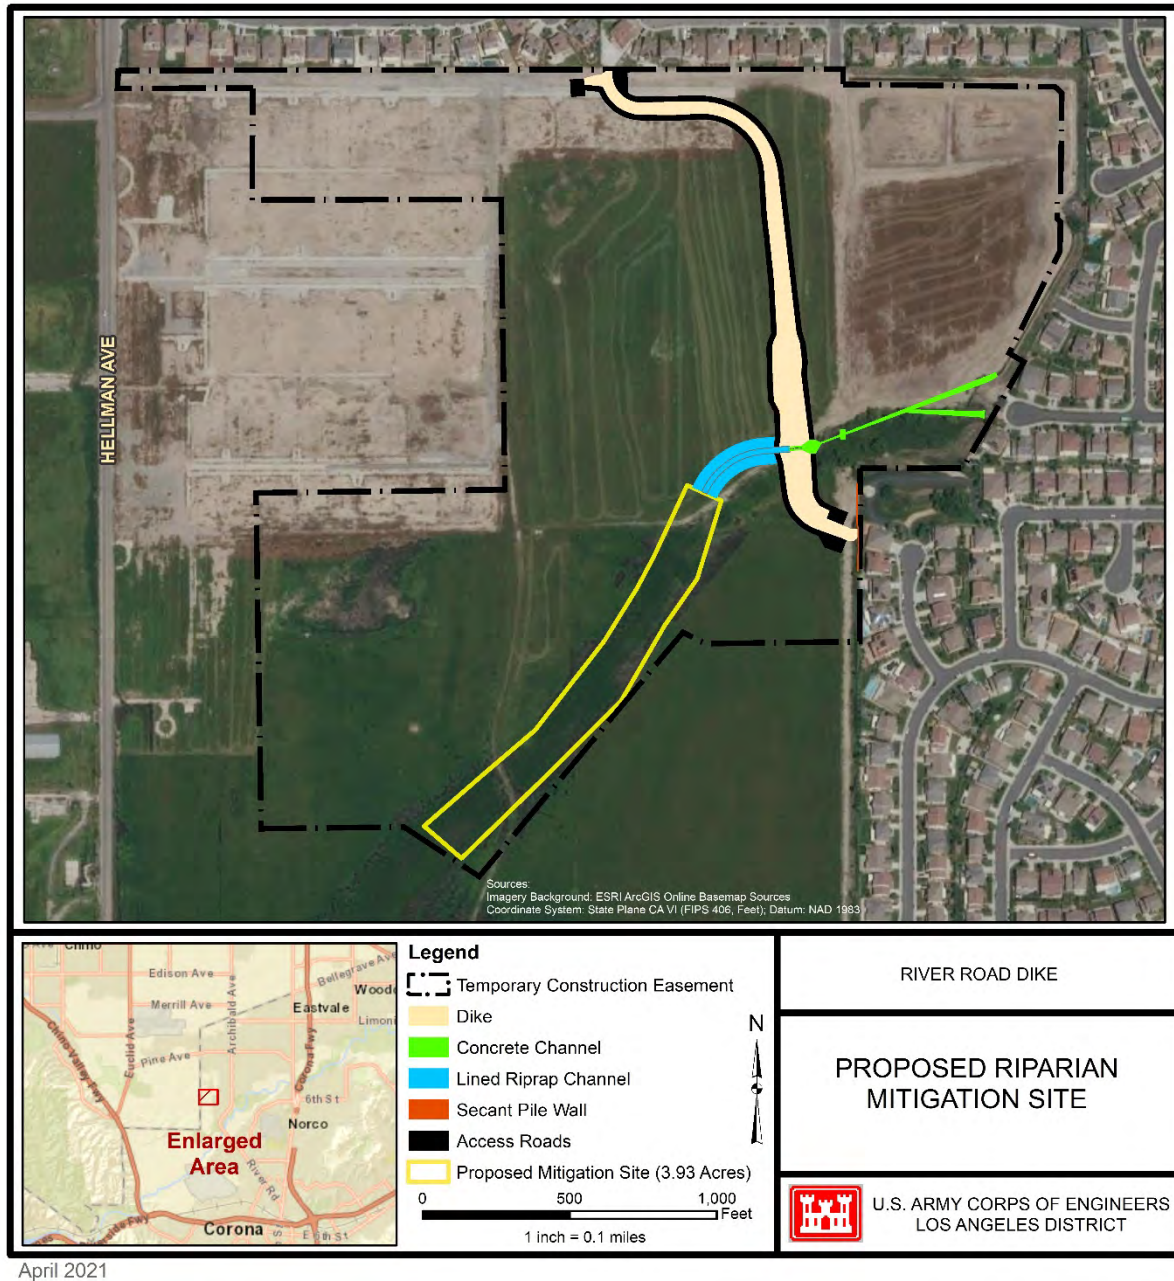 HELLMAN AVE
Sources:
Imagery Background: ESRI ArcGIS Online Basemap Sources
Coordinate System: State Plane CA VI (FIPS 406, Feet); Datum: NAD 1983
Chino
Edison Ave
Bellegrave Ave
Merrill Ave
Archibald Ave
Eastvale
Limoni
Euclid Ave
Pine Ave
Chino Valley Fwy
Corona Fwy
6th St
Norco
Enlarged
Area
River Rd
Corona
E 6th St
Legend
Temporary Construction Easement
Dike
Concrete Channel
Lined Riprap Channel
Secant Pile Wall
Access Roads
Proposed Mitigation Site (3.93 Acres)
0 500 1,000
Feet
1 inch = 0.1 miles
N
RIVER ROAD DIKE
PROPOSED RIPARIAN
MITIGATION SITE
U.S. ARMY CORPS OF ENGINEERS
LOS ANGELES DISTRICT
April 2021